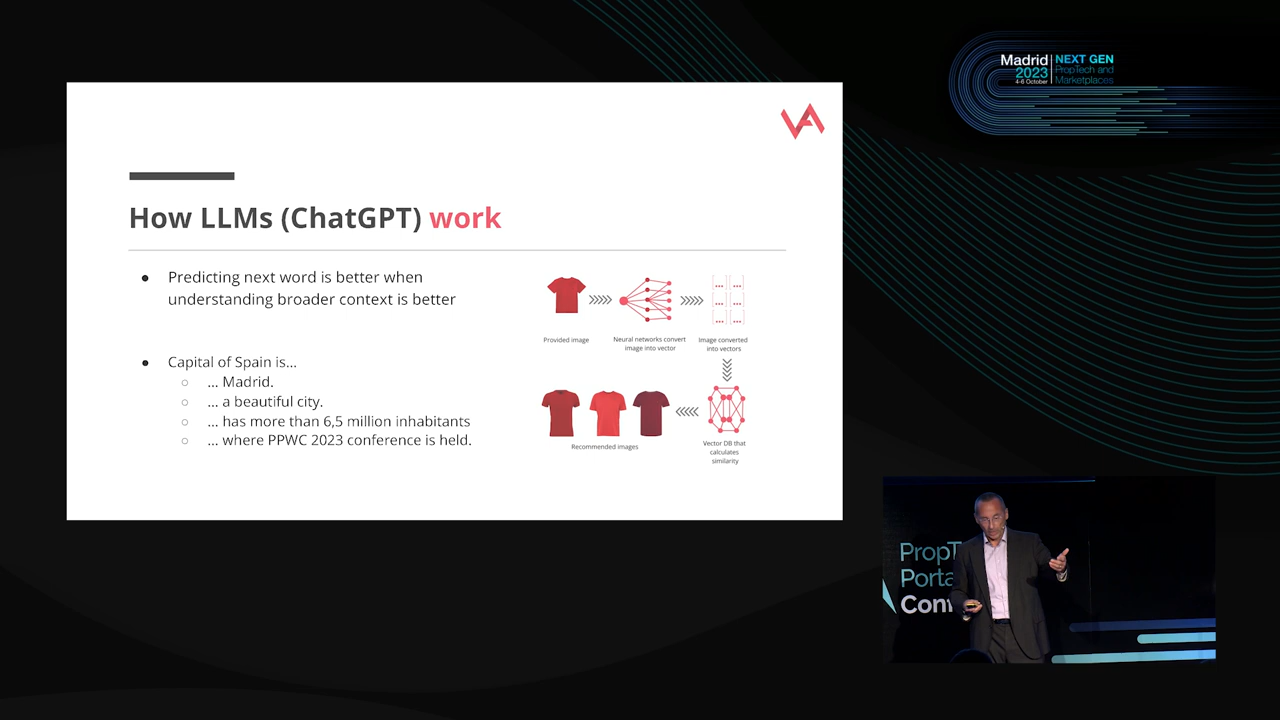 Madrid
2023
4-6 October
NEXT GEN
PropTech and
Marketplaces
How LLMs (ChatGPT) work
● Predicting next word is better when
understanding broader context is better
● Capital of Spain is...
○ ... Madrid.
○ ... a beautiful city.
○ ... has more than 6,5 million inhabitants
○ ... where PPWC 2023 conference is held.
Provided image
Neural networks convert
image into vector
Image converted
into vectors
Recommended images
Vector DB that
calculates
similarity
PropT
Porta
Conf